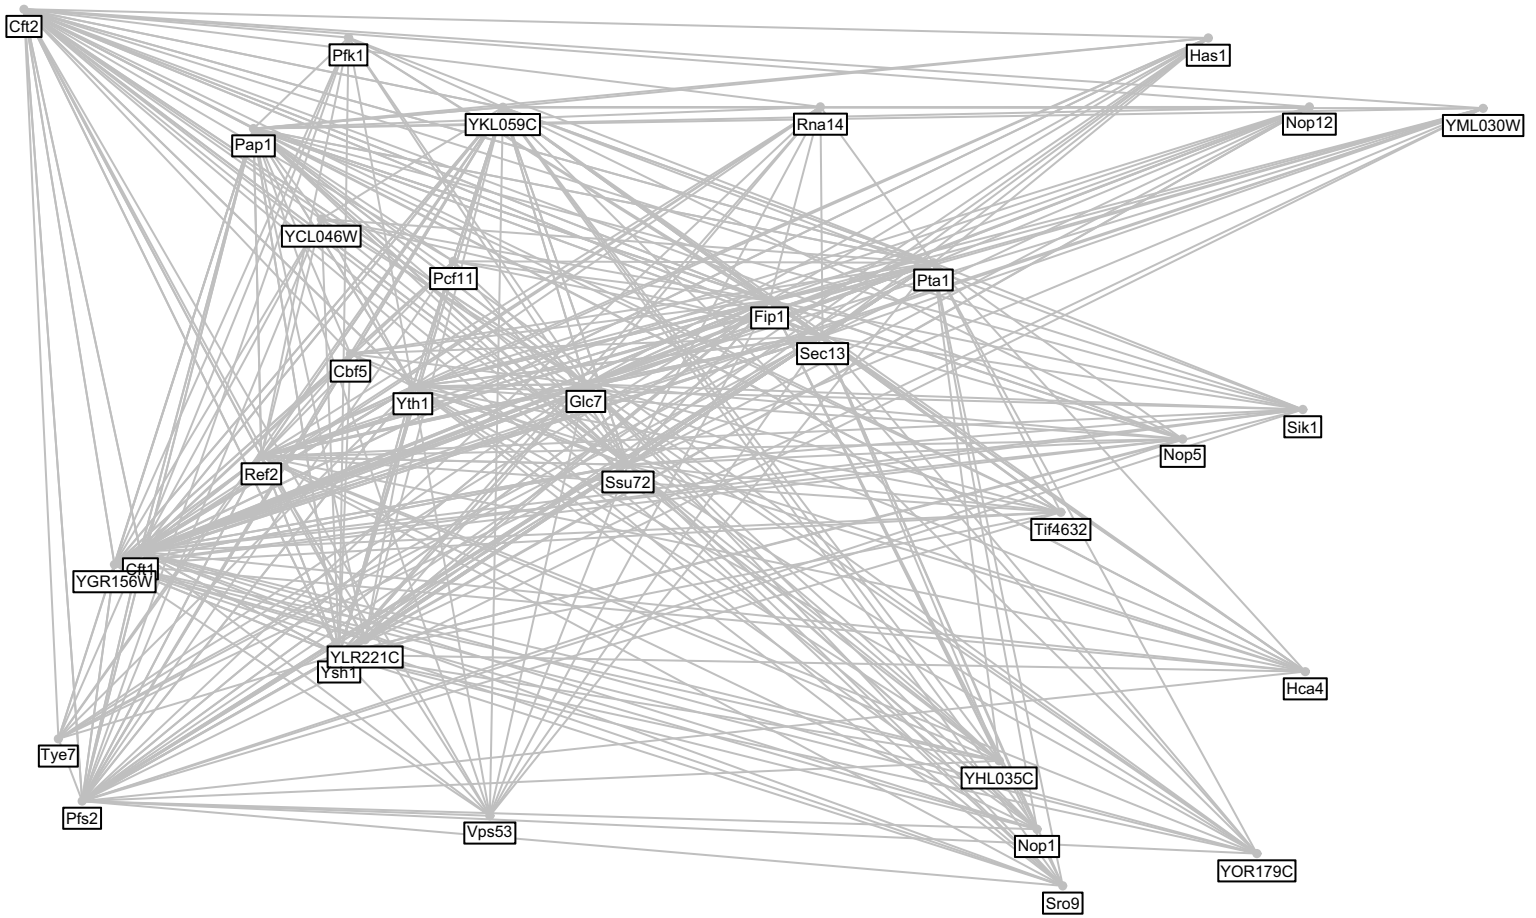 Cft2
Pfk1
Has1
YKL059C
Rna14
Nop12
YML030W
Pap1
YCL046W
Pcf11
Pta1
Fip1
Sec13
Cbf5
Yth1
Glc7
Sik1
Nop5
Ref2
Ssu72
Tif4632
Cft1
YGR156W
YLR221C
Ysh1
Hca4
Tye7
YHL035C
Pfs2
Vps53
Nop1
YOR179C
Sro9